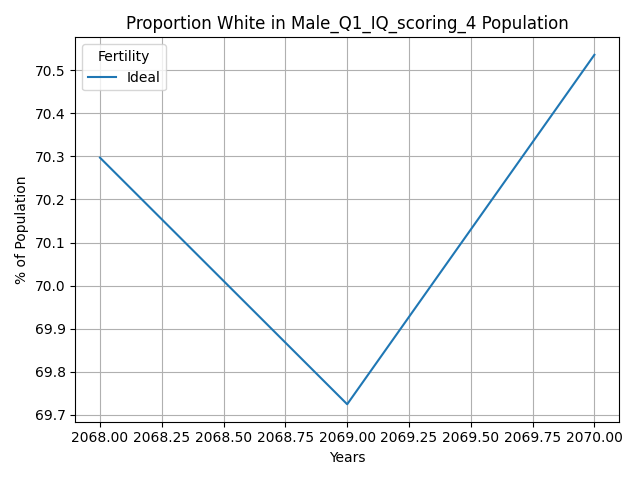 Proportion White in Male_Q1_IQ_scoring_4 Population
Fertility
Ideal
70.5
70.4
70.3
70.2
70.1
70.0
69.9
69.8
69.7
% of Population
2068.00 2068.25 2068.50 2068.75 2069.00 2069.25 2069.50 2069.75 2070.00
Years